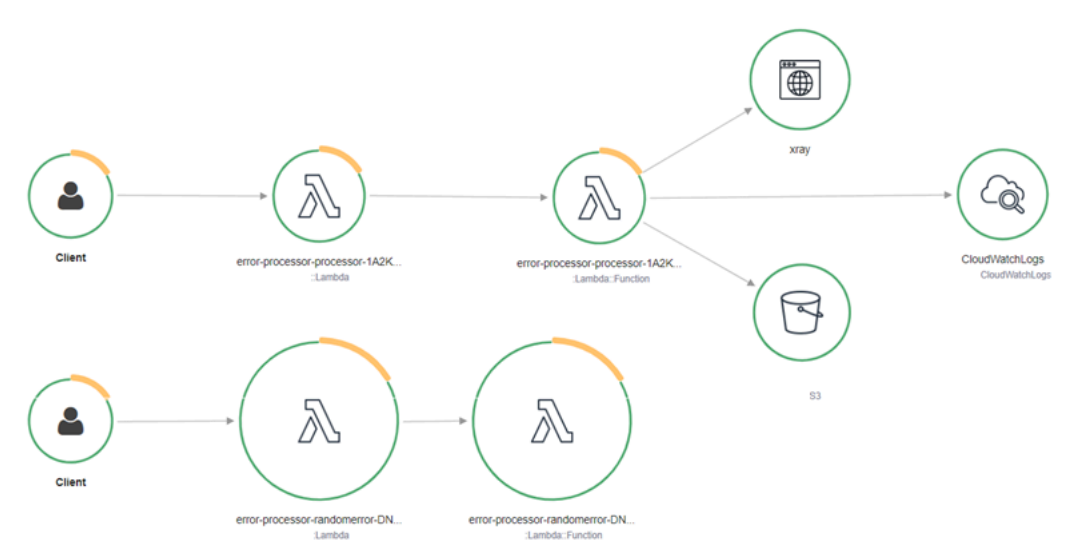 xray
Client
error-processor-processor-1A2K...
::Lambda
error-processor-processor-1A2K...
:Lambda::Function
CloudWatchLogs
CloudWatchLogs
S3
Client
error-processor-randomerror-DN...
:Lambda
error-processor-randomerror-DN...
:Lambda::Function